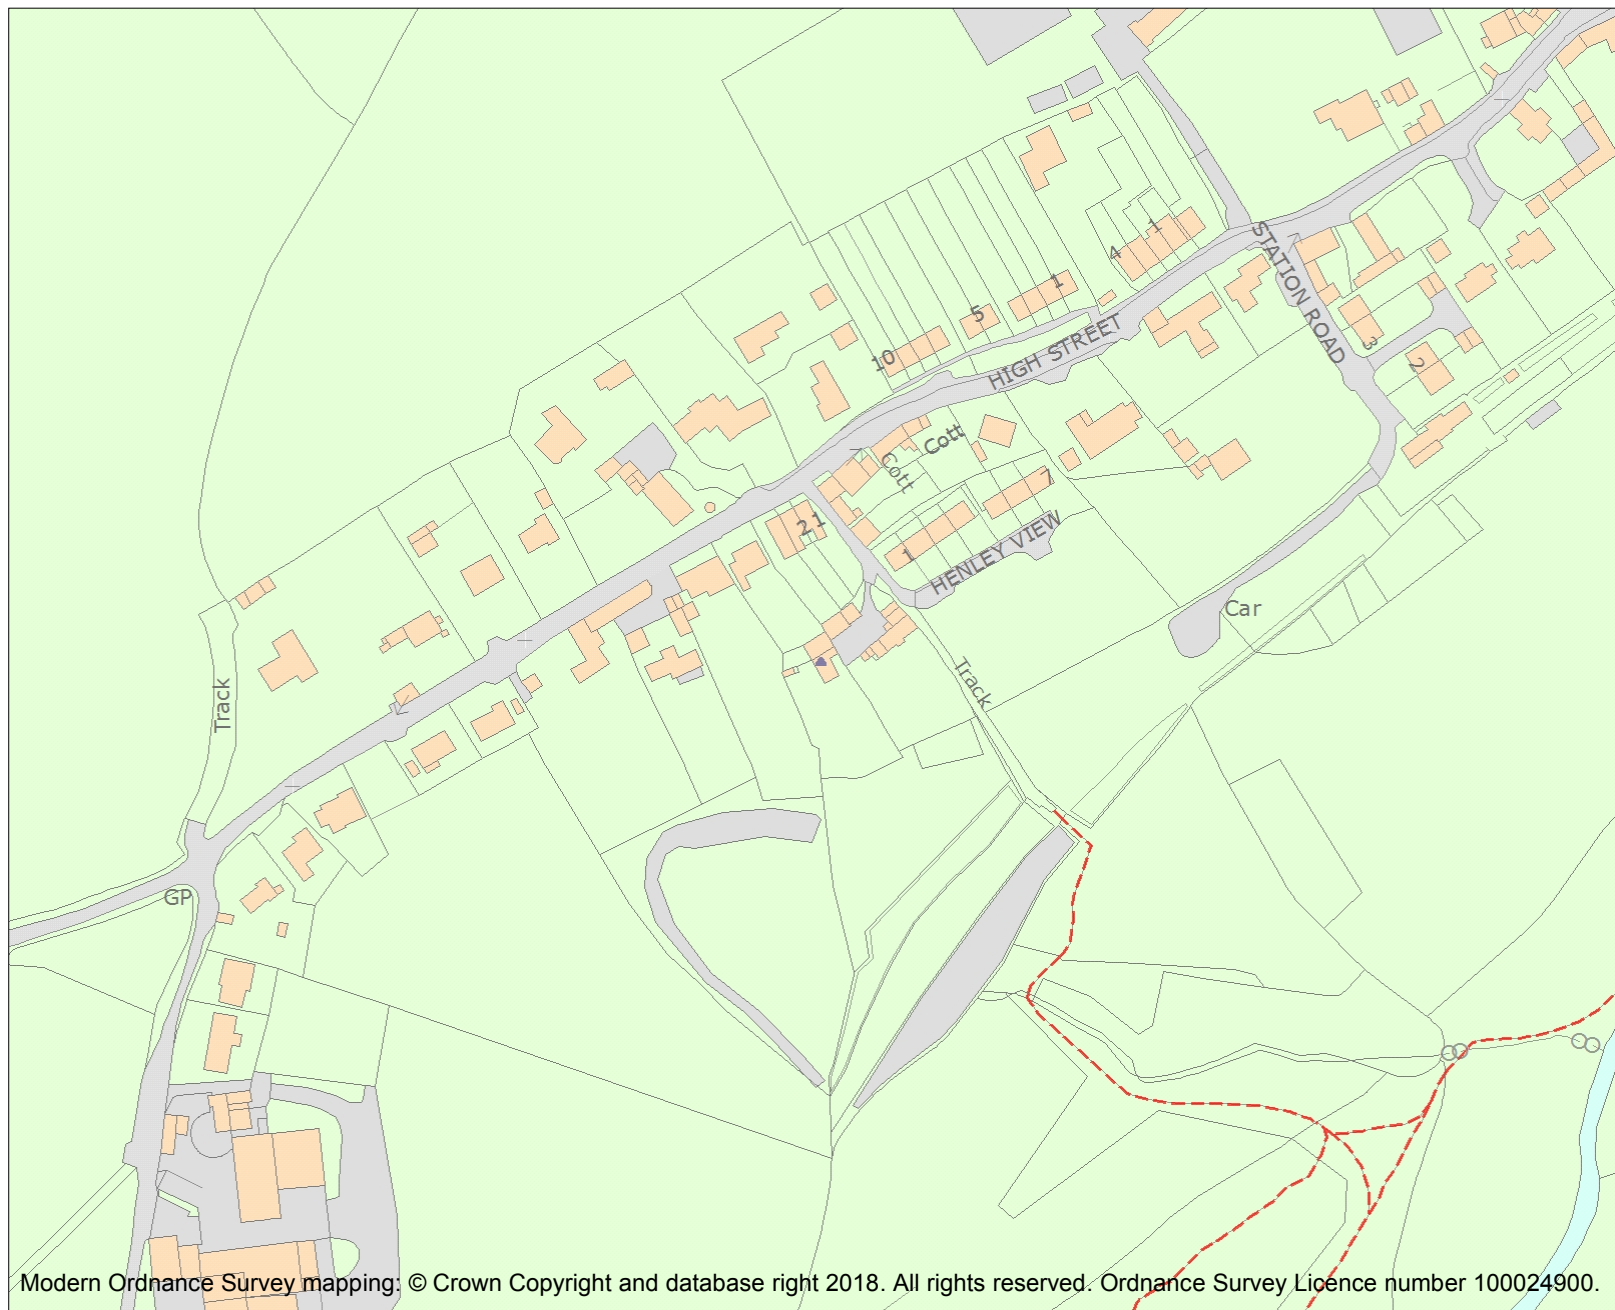 1
4
STATION ROAD
1
5
HIGH STREET
10
3
2
Cott
Cott
7
2 1
1
HENLEY VIEW
Car
Track
Track
GP
Modern Ordnance Survey mapping: © Crown Copyright and database right 2018. All rights reserved. Ordnance Survey Licence number 100024900.